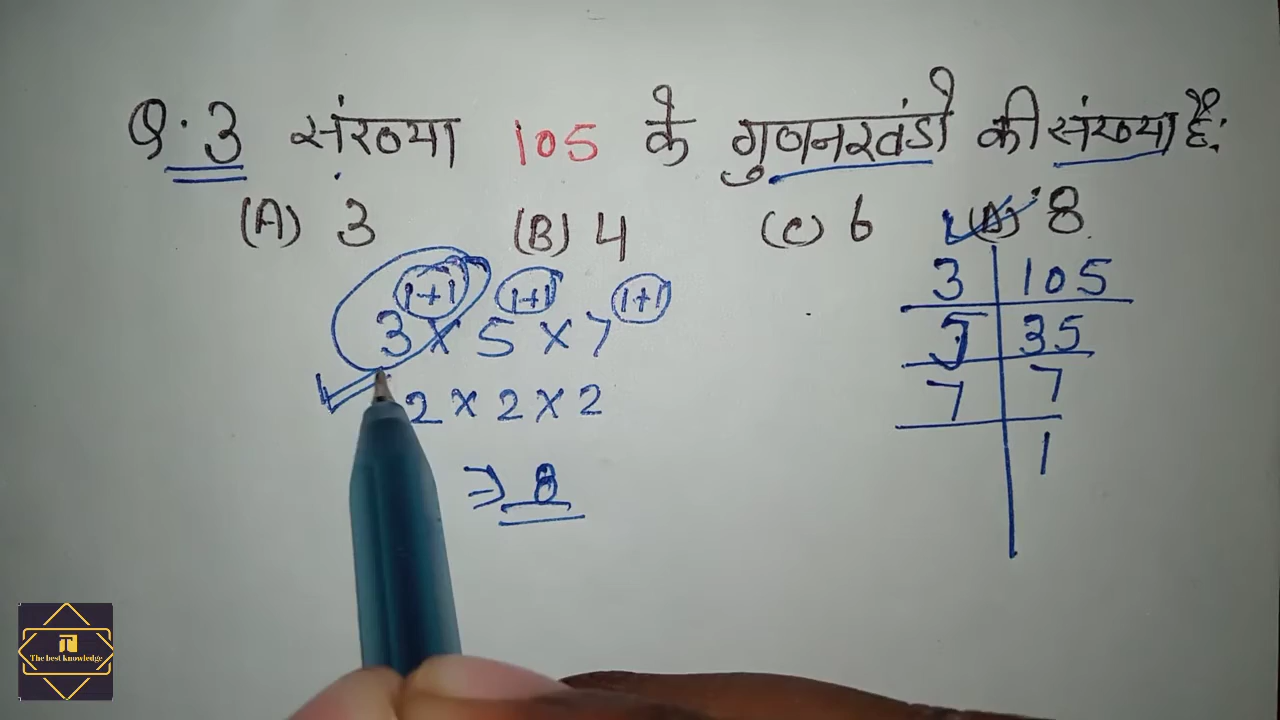 Q. 3 संख्या 105 के गुणनखंडो की संख्या है:
(A) 3 (B) 4 (C) 6 (D) 8
3 105
5 35
7 7
1
3 1+1 × 5 1+1 × 7 1+1
2 × 2 × 2
⇒ 8
The best knowledge